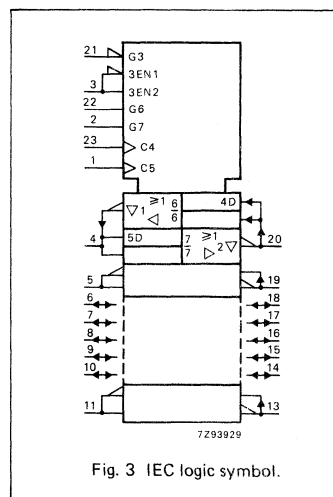 21 G3
3EN1
3 3EN2
22 G6
2 G7
23 C4
1 C5
▽1 ≥1 ◁ 6 6 4D
4 5D 7 7 ≥1 ▷ 2▽ 20
5 19
6 18
7 17
8 16
9 15
10 14
11 13
7Z93929
Fig. 3 IEC logic symbol.